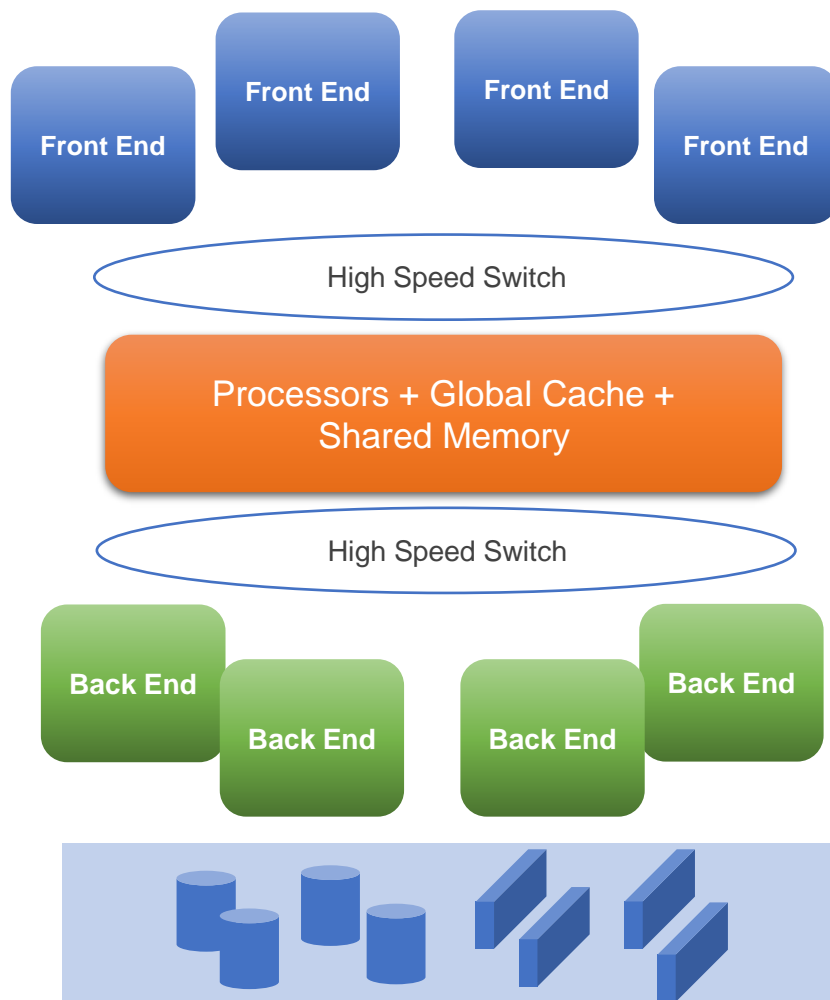 Front End
Front End
Front End
Front End
High Speed Switch
Processors + Global Cache +
Shared Memory
High Speed Switch
Back End
Back End
Back End
Back End